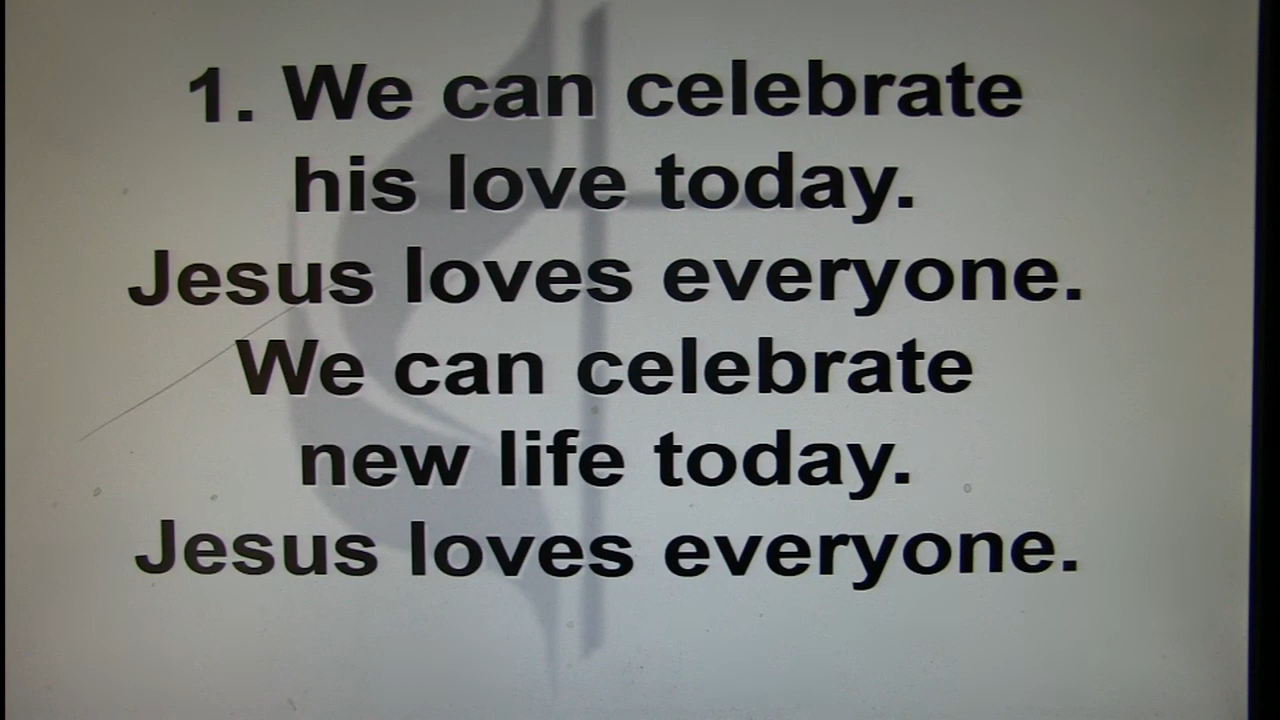 1. We can celebrate
his love today.
Jesus loves everyone.
We can celebrate
new life today.
Jesus loves everyone.